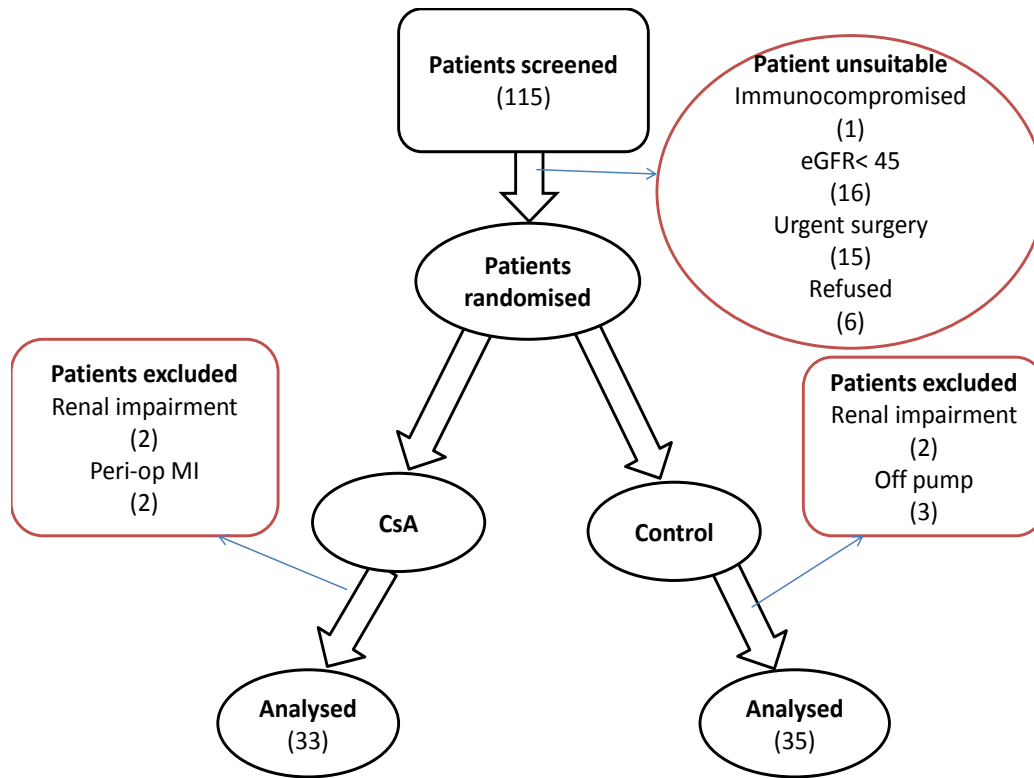 Patients screened
(115)
Patient unsuitable
Immunocompromised
(1)
eGFR< 45
(16)
Urgent surgery
(15)
Refused
(6)
Patients
randomised
Patients excluded
Renal impairment
(2)
Peri-op MI
(2)
Patients excluded
Renal impairment
(2)
Off pump
(3)
CsA
Control
Analysed
(33)
Analysed
(35)